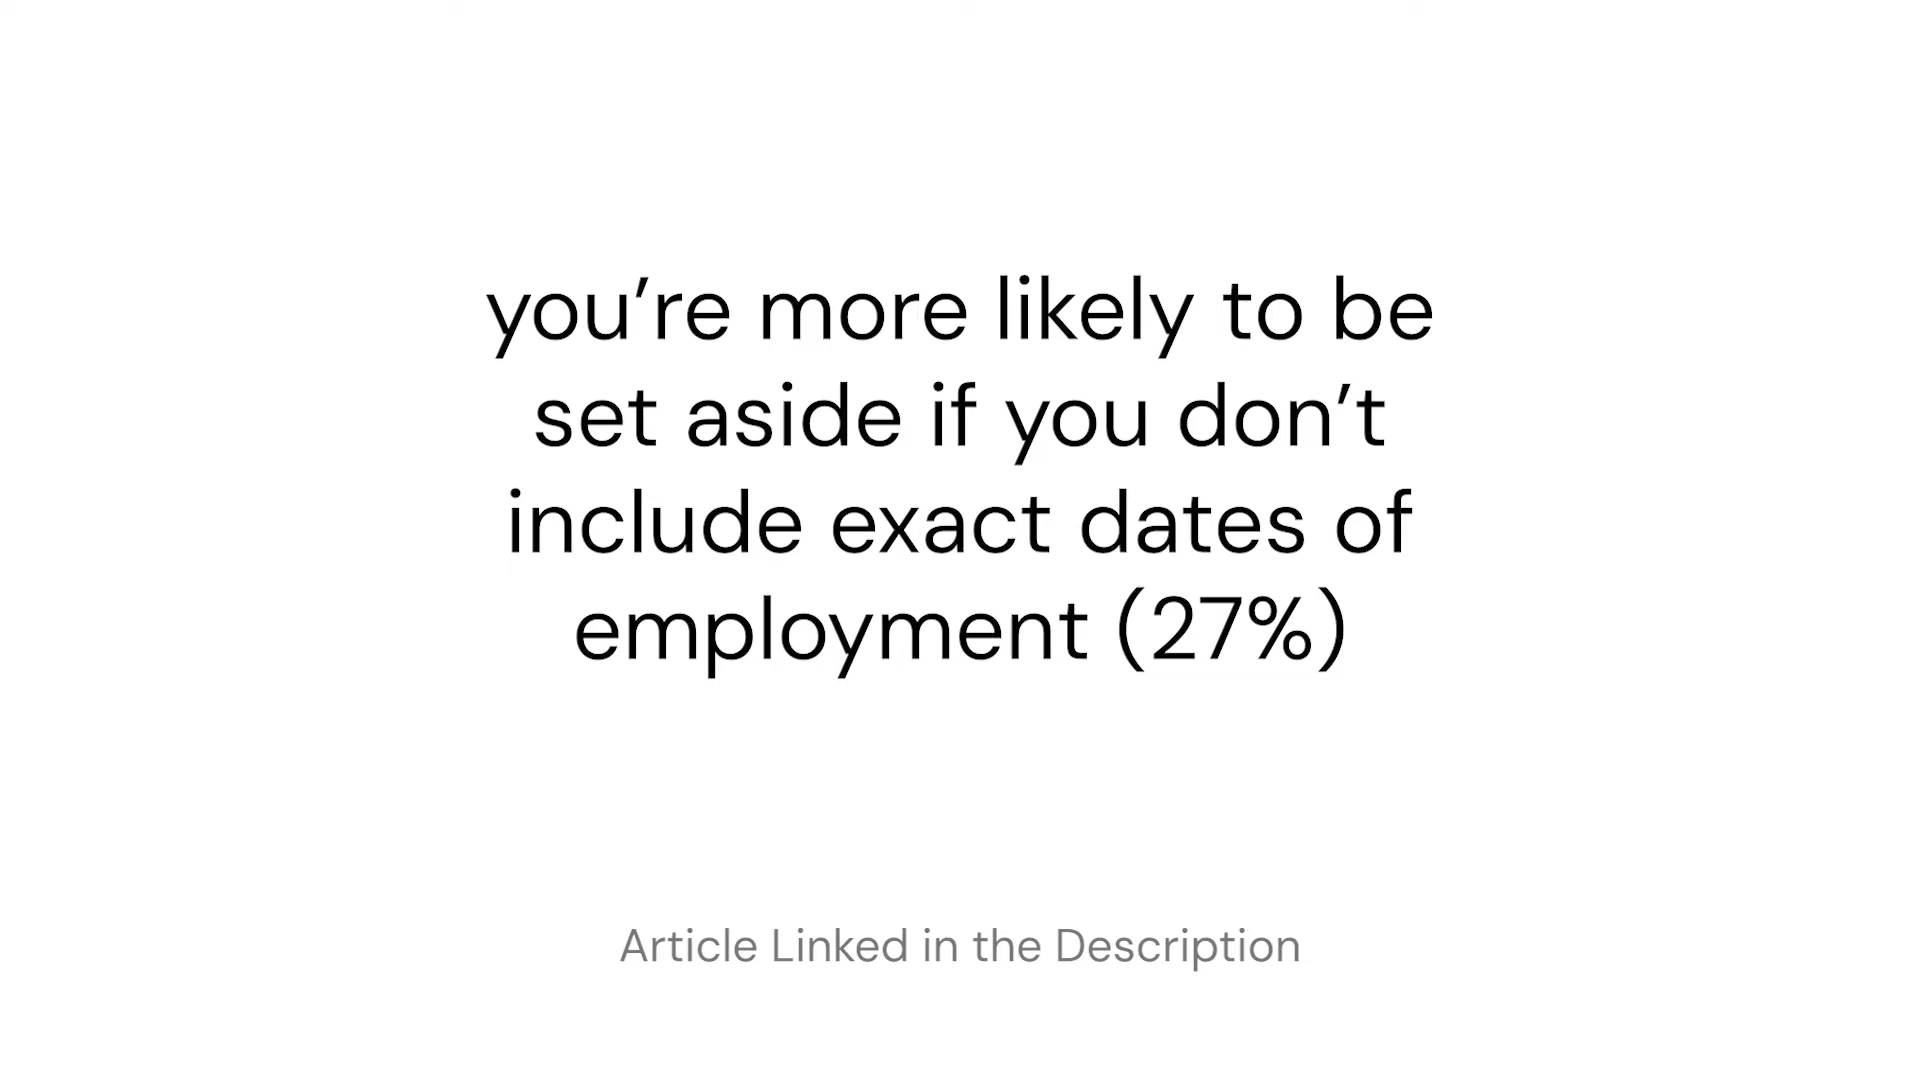 you’re more likely to be
set aside if you don’t
include exact dates of
employment (27%)
Article Linked in the Description